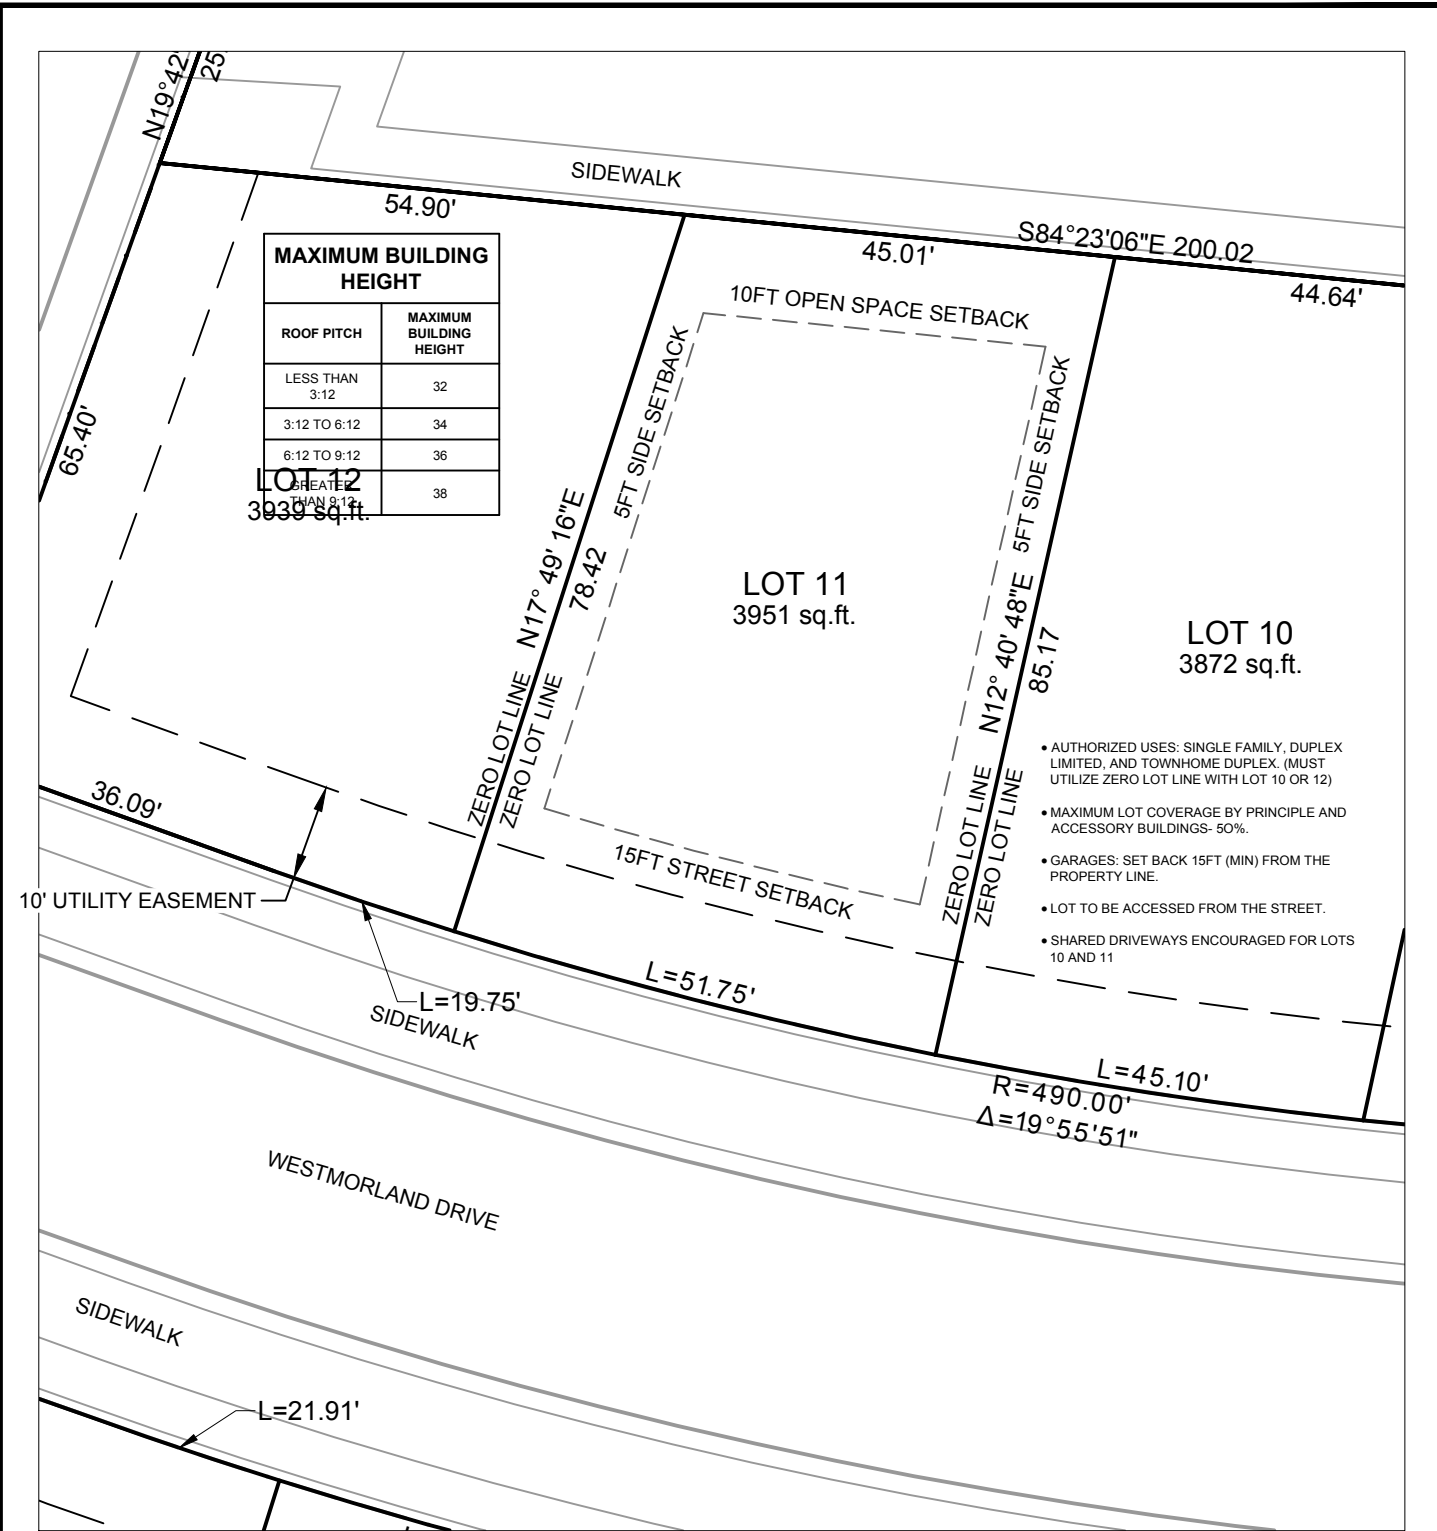 N19°42'
25
SIDEWALK
54.90'
45.01'
S84°23'06"E 200.02
44.64'
MAXIMUM BUILDING
HEIGHT
ROOF PITCH
MAXIMUM
BUILDING
HEIGHT
LESS THAN
3:12
32
3:12 TO 6:12
34
6:12 TO 9:12
36
GREATER
THAN 9:12
38
LOT 12
3939 sq.ft.
65.40'
10FT OPEN SPACE SETBACK
5FT SIDE SETBACK
5FT SIDE SETBACK
N17° 49' 16"E
78.42
LOT 11
3951 sq.ft.
N12° 40' 48"E
85.17
LOT 10
3872 sq.ft.
ZERO LOT LINE
ZERO LOT LINE
ZERO LOT LINE
ZERO LOT LINE
• AUTHORIZED USES: SINGLE FAMILY, DUPLEX
LIMITED, AND TOWNHOME DUPLEX. (MUST
UTILIZE ZERO LOT LINE WITH LOT 10 OR 12)
• MAXIMUM LOT COVERAGE BY PRINCIPLE AND
ACCESSORY BUILDINGS- 50%.
• GARAGES: SET BACK 15FT (MIN) FROM THE
PROPERTY LINE.
• LOT TO BE ACCESSED FROM THE STREET.
• SHARED DRIVEWAYS ENCOURAGED FOR LOTS
10 AND 11
36.09'
15FT STREET SETBACK
10' UTILITY EASEMENT
L=51.75'
L=19.75'
SIDEWALK
L=45.10'
R=490.00'
Δ=19°55'51"
WESTMORLAND DRIVE
SIDEWALK
L=21.91'